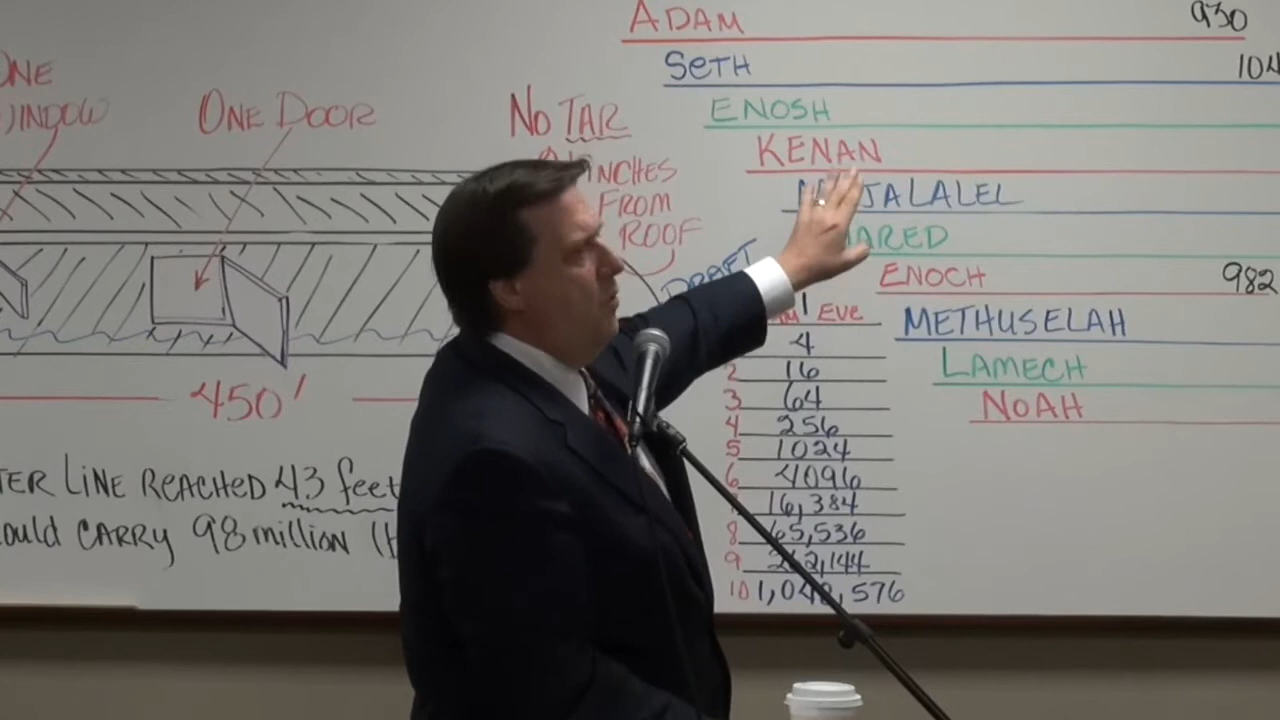 ONE
WINDOW
ONE DOOR
NO TAR
INCHES
FROM
ROOF
DRAFT
450'
LINE REACHED 43 feet
CARRY 98 million
ADAM 930
SETH
ENOSH
KENAN
JALALEL
ARED
ENOCH 982
METHUSELAH
LAMECH
NOAH
EVE
4
2 16
3 64
4 256
5 1024
6 4096
16,384
8 65,536
9
10 1,048,576